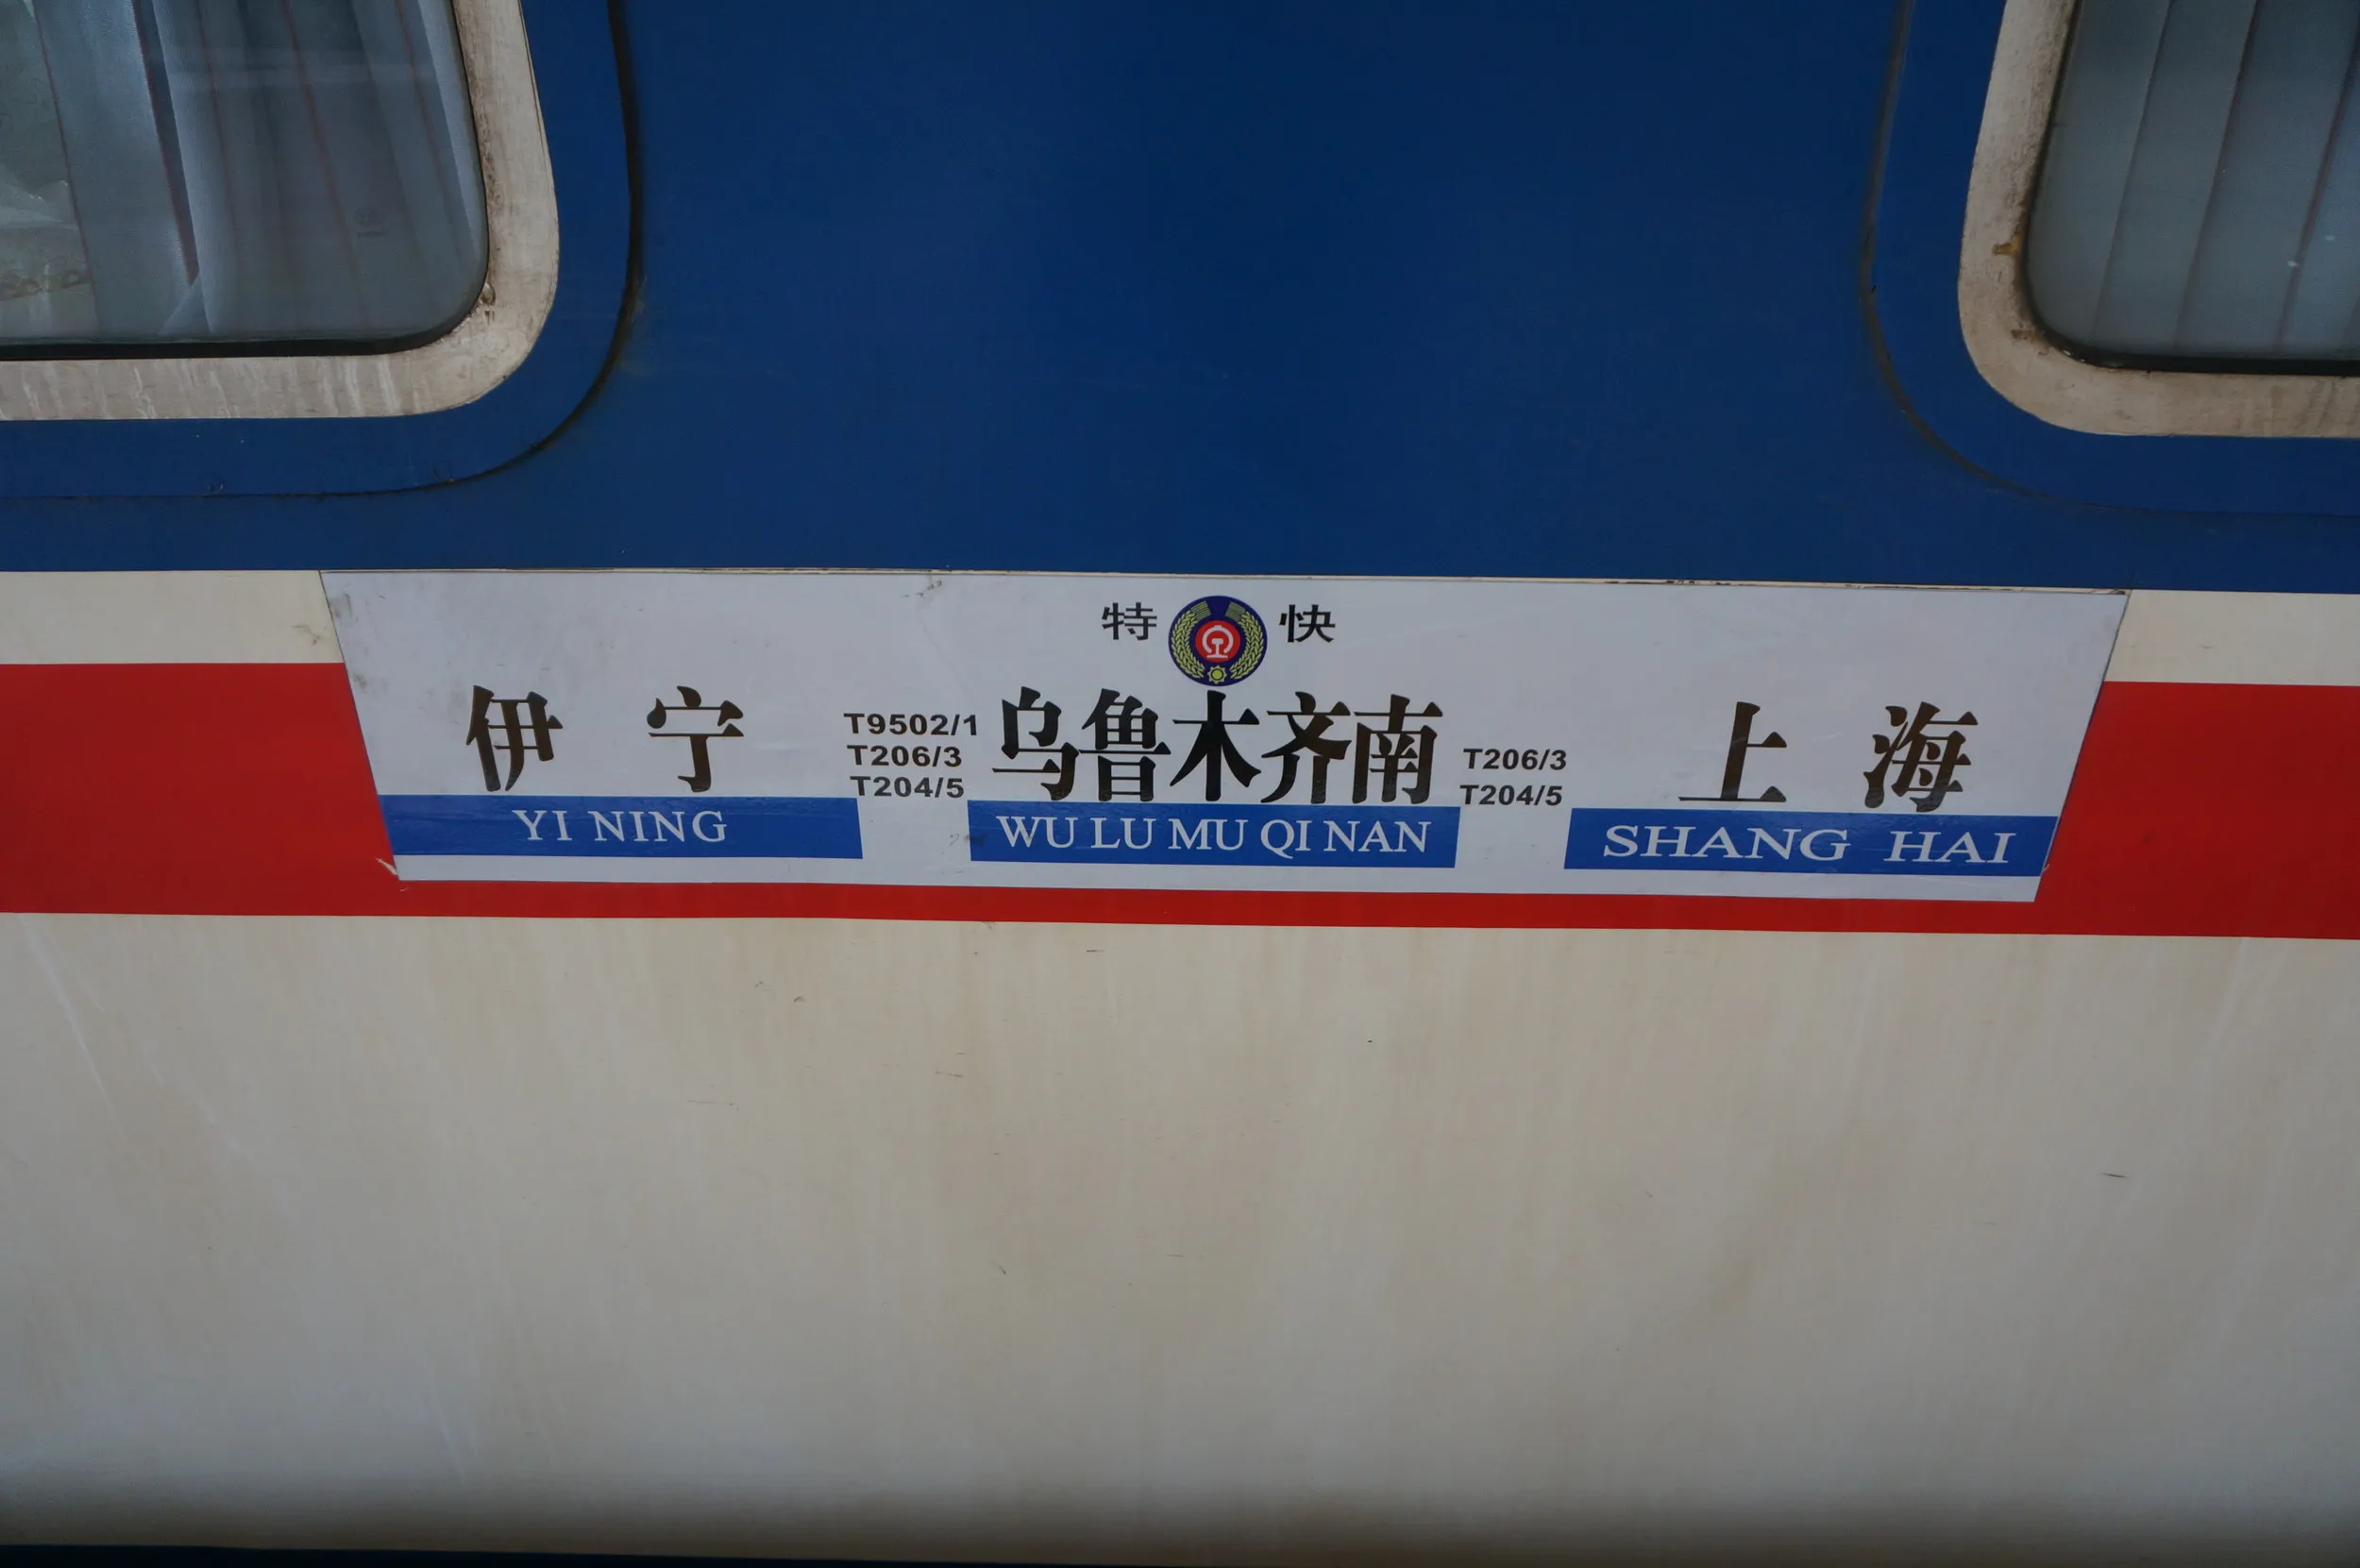 特 快
伊 宁
T9502/1
T206/3
T204/5
乌鲁木齐南
T206/3
T204/5
上 海
YI NING
WU LU MU QI NAN
SHANG HAI